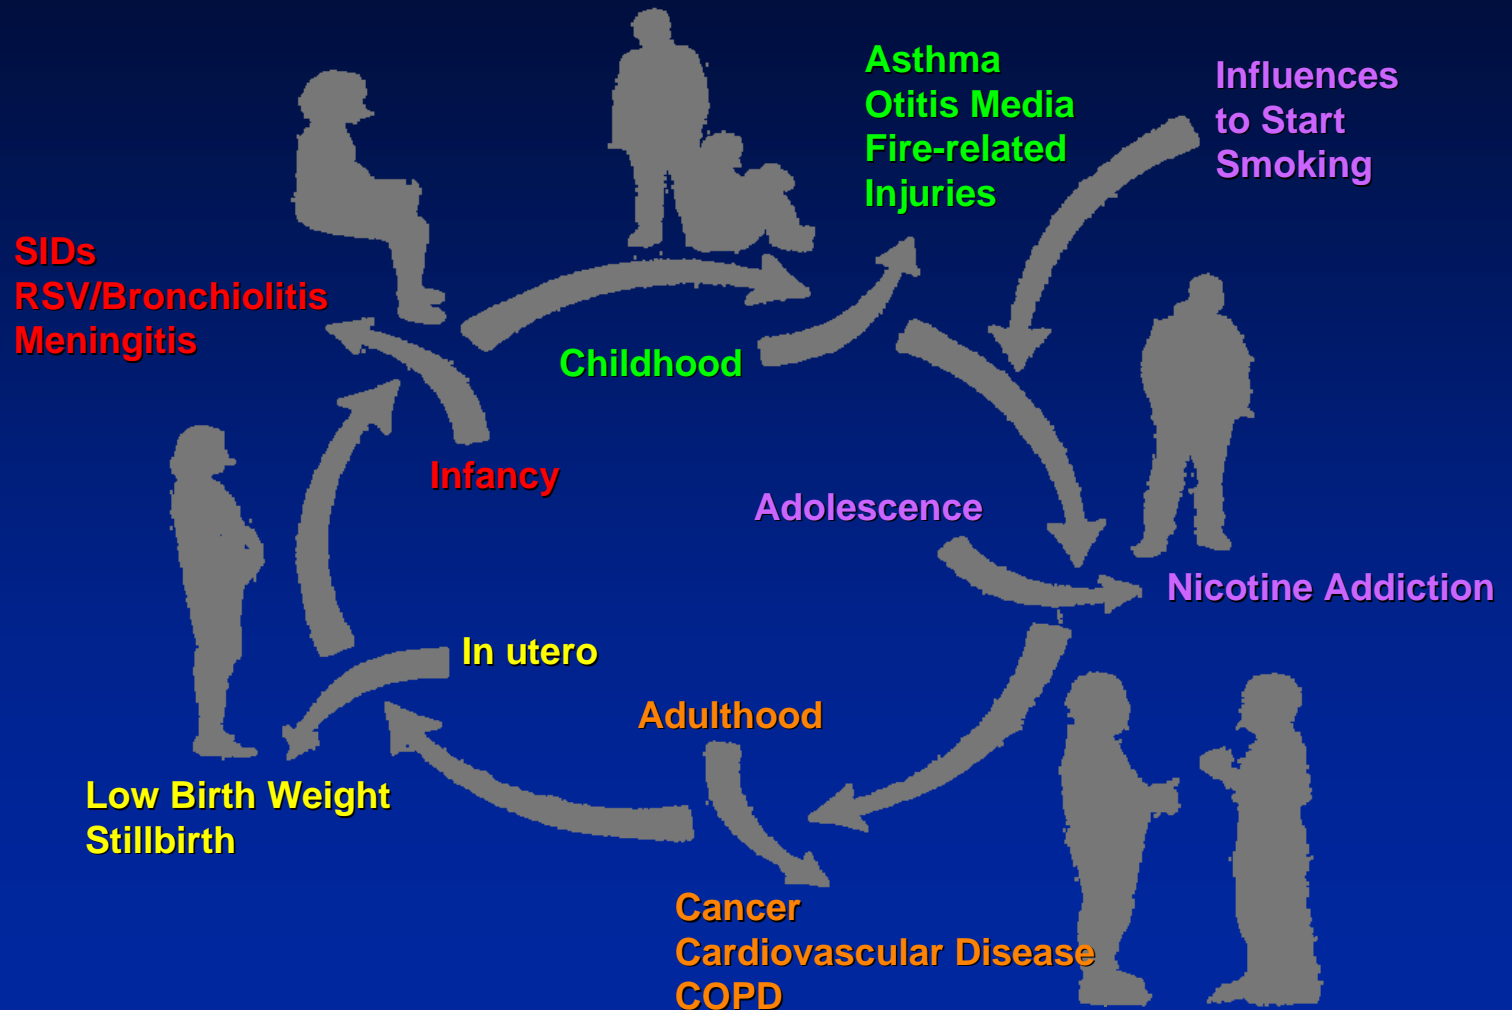 Asthma
Otitis Media
Fire-related
Injuries
Influences
to Start
Smoking
SIDs
RSV/Bronchiolitis
Meningitis
Childhood
Infancy
Adolescence
Nicotine Addiction
In utero
Adulthood
Low Birth Weight
Stillbirth
Cancer
Cardiovascular Disease
COPD